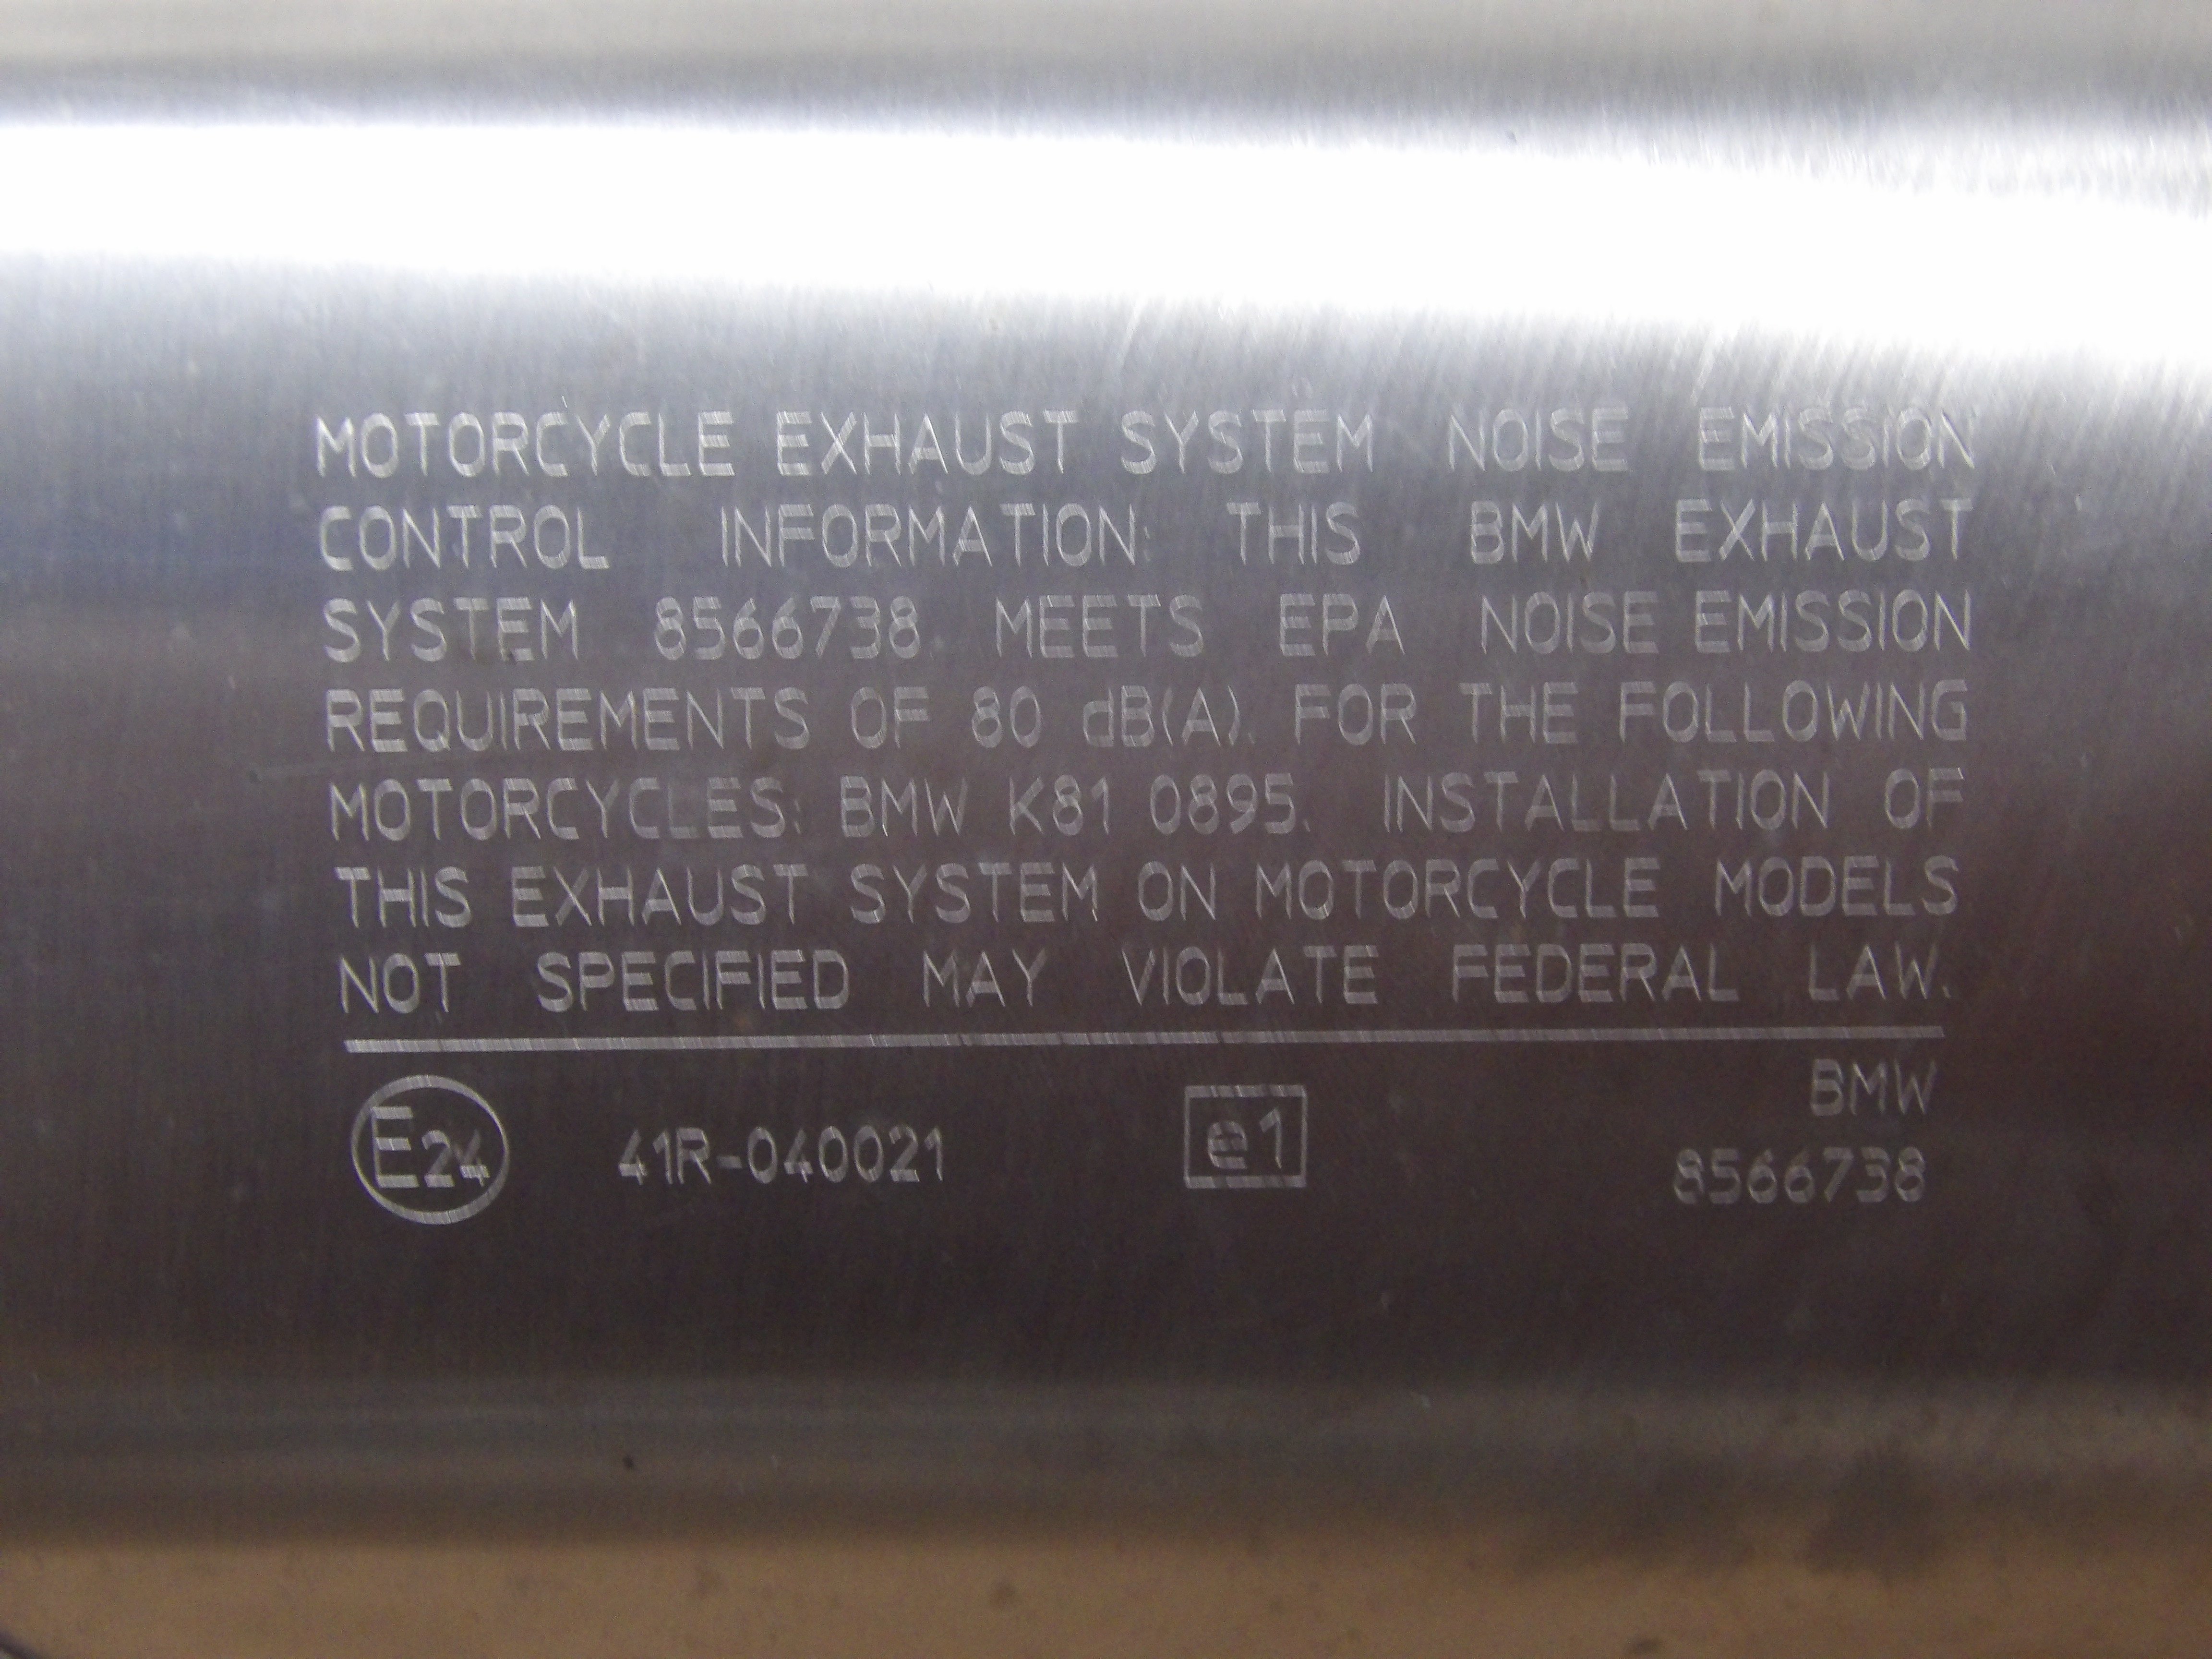 MOTORCYCLE EXHAUST SYSTEM NOISE EMISSION
CONTROL INFORMATION: THIS BMW EXHAUST
SYSTEM 8566738 MEETS EPA NOISE EMISSION
REQUIREMENTS OF 80 dB(A). FOR THE FOLLOWING
MOTORCYCLES: BMW K81 0895. INSTALLATION OF
THIS EXHAUST SYSTEM ON MOTORCYCLE MODELS
NOT SPECIFIED MAY VIOLATE FEDERAL LAW.
E24 41R-040021 e1 BMW
8566738